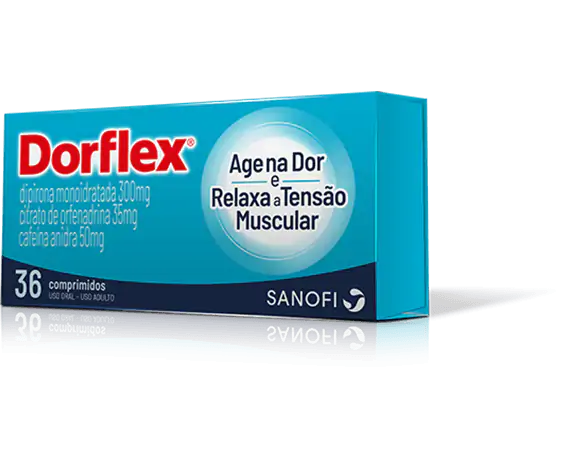 Dorflex®
dipirona monoidratada 300mg
citrato de orfenadrina 35mg
cafeína anidra 50mg
Age na Dor
e
Relaxa a Tensão
Muscular
36 comprimidos
USO ORAL - USO ADULTO
SANOFI